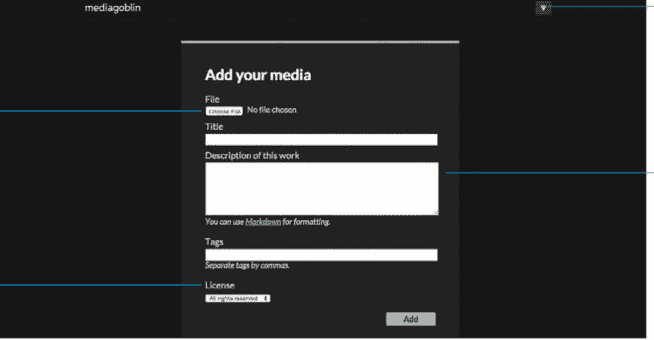 mediagoblin
Add your media
File
Choose File No file chosen
Title
Description of this work
You can use Markdown for formatting.
Tags
Separate tags by commas.
License
All rights reserved
Add